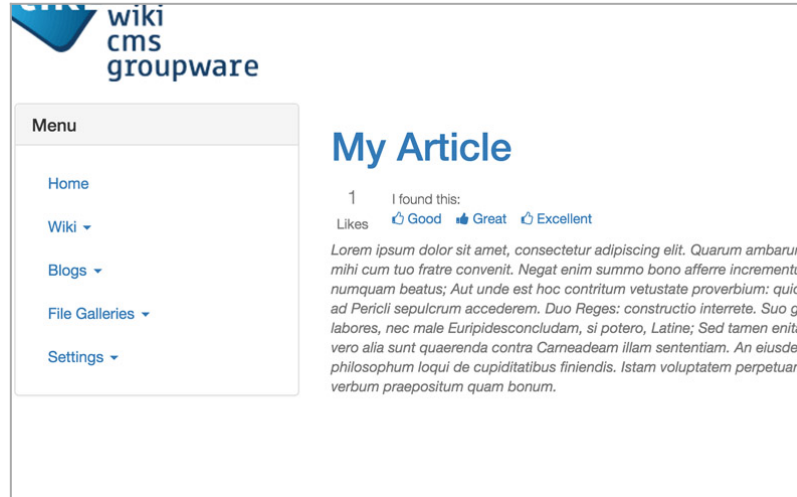 wiki
cms
groupware
Menu
Home
Wiki
Blogs
File Galleries
Settings
My Article
1
Likes
I found this:
Good Great Excellent
Lorem ipsum dolor sit amet, consectetur adipiscing elit. Quarum ambarum
mihi cum tuo fratre convenit. Negat enim summo bono afferre incrementu
numquam beatus; Aut unde est hoc contritum vetustate proverbium: quic
ad Pericli sepulcrum accederem. Duo Reges: constructio interrete. Suo g
labores, nec male Euripidesconcludam, si potero, Latine; Sed tamen enita
vero alia sunt quaerenda contra Carneadeam illam sententiam. An eiusde
philosophum loqui de cupiditatibus finiendis. Istam voluptatem perpetuam
verbum praepositum quam bonum.